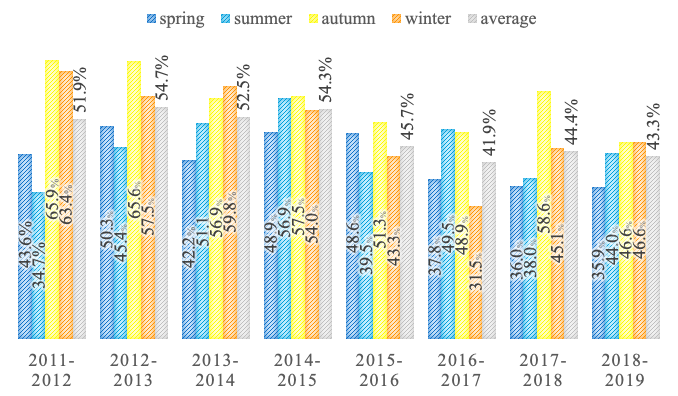 spring summer autumn winter average
43.6% 34.7% 65.9% 63.4% 51.9%
50.3% 45.4% 65.6% 57.5% 54.7%
42.2% 51.1 56.9% 59.8% 52.5%
48.9% 56.9% 57.5% 54.0% 54.3%
48.6% 39.5% 51.3% 43.3% 45.7%
37.8% 49.5% 48.9% 31.5% 41.9%
36.0% 38.0% 58.6% 45.1% 44.4%
35.9% 44.0% 46.6% 46.6% 43.3%
2011- 2012- 2013- 2014- 2015- 2016- 2017- 2018-
2012 2013 2014 2015 2016 2017 2018 2019